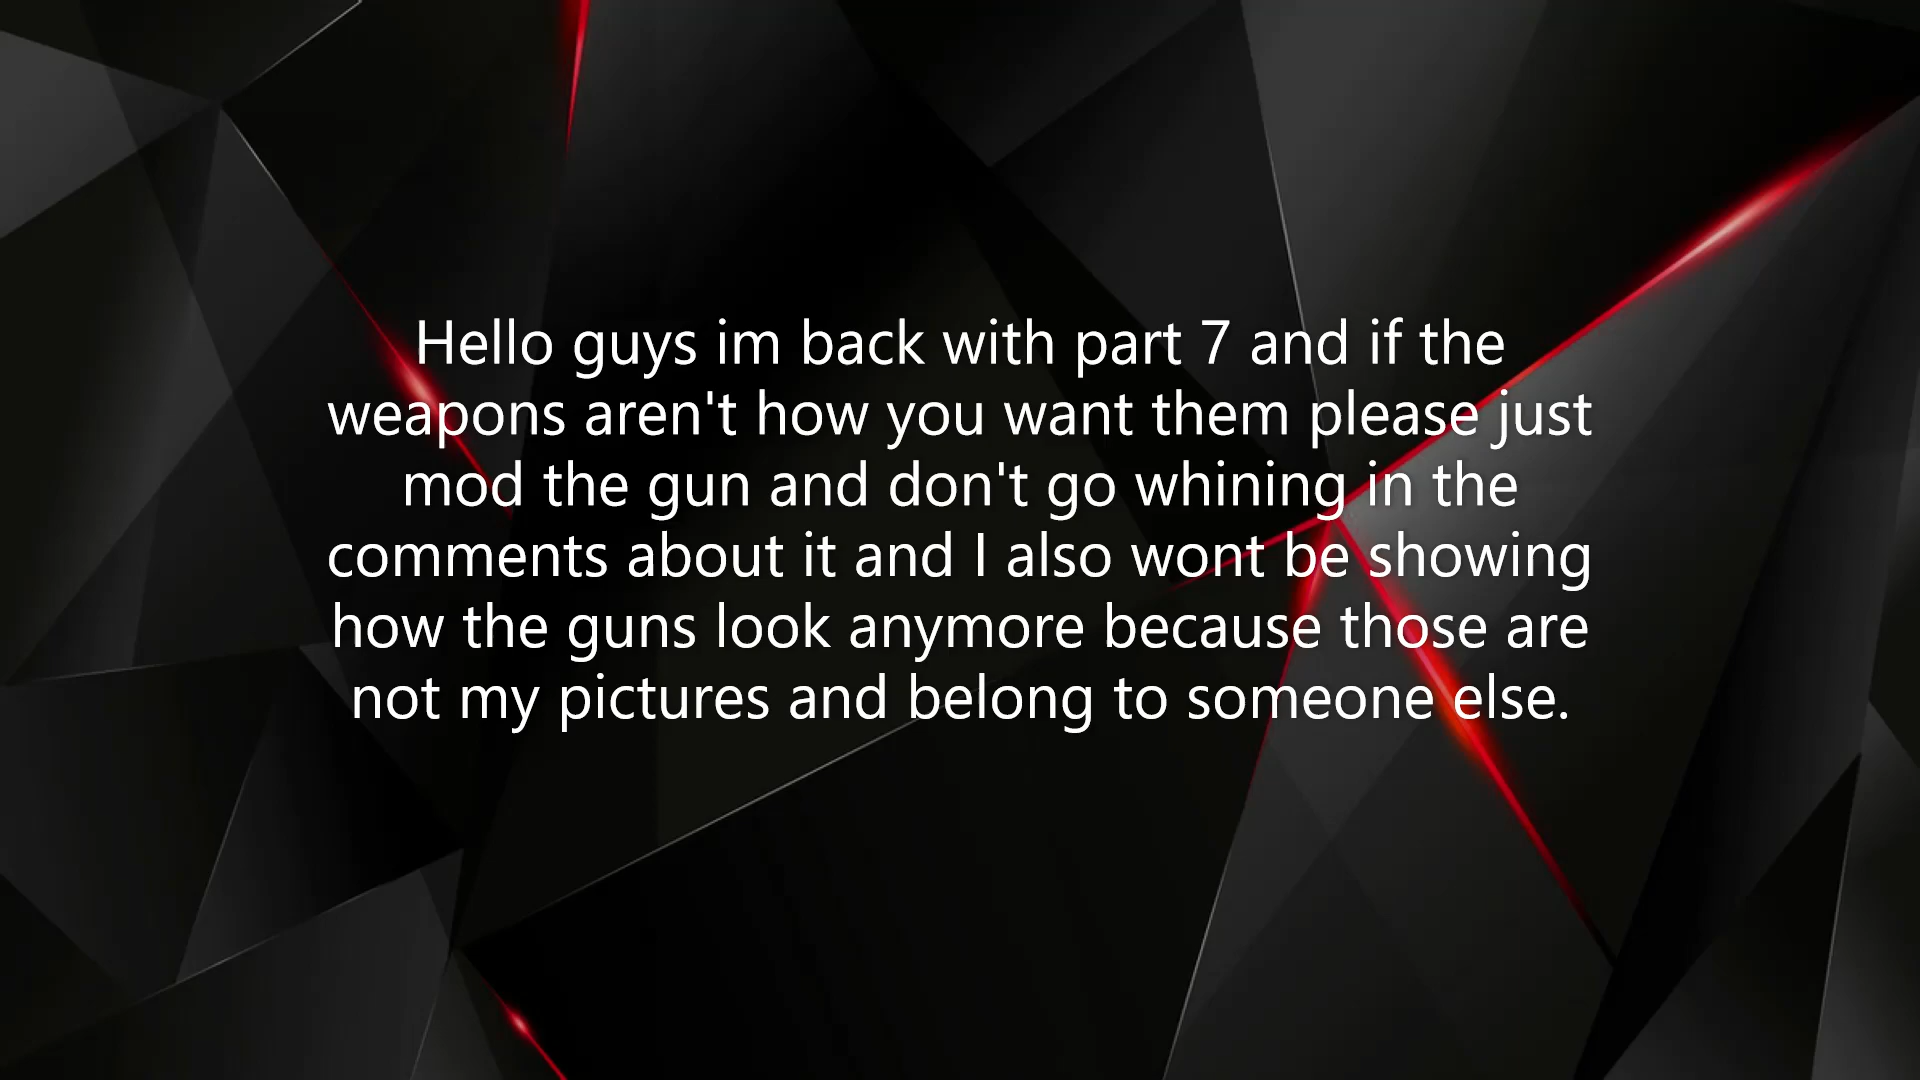 Hello guys im back with part 7 and if the
weapons aren't how you want them please just
mod the gun and don't go whining in the
comments about it and I also wont be showing
how the guns look anymore because those are
not my pictures and belong to someone else.